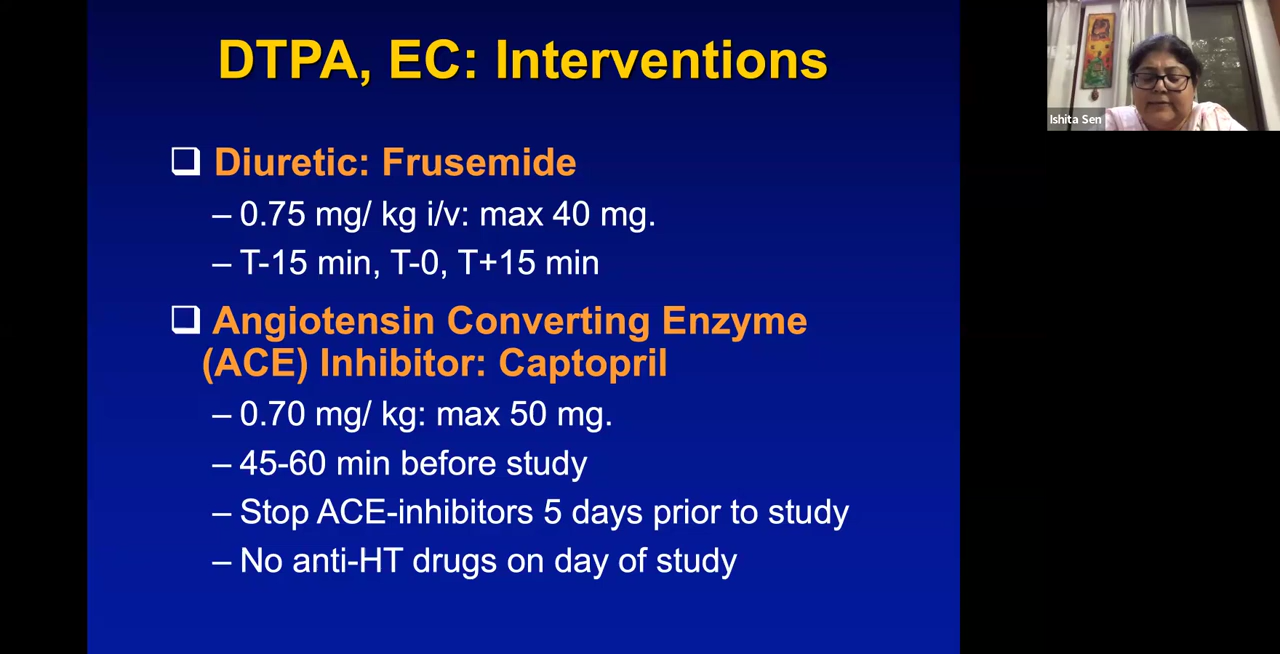 DTPA, EC: Interventions
Diuretic: Frusemide
– 0.75 mg/ kg i/v: max 40 mg.
– T-15 min, T-0, T+15 min
Angiotensin Converting Enzyme
(ACE) Inhibitor: Captopril
– 0.70 mg/ kg: max 50 mg.
– 45-60 min before study
– Stop ACE-inhibitors 5 days prior to study
– No anti-HT drugs on day of study
Ishita Sen